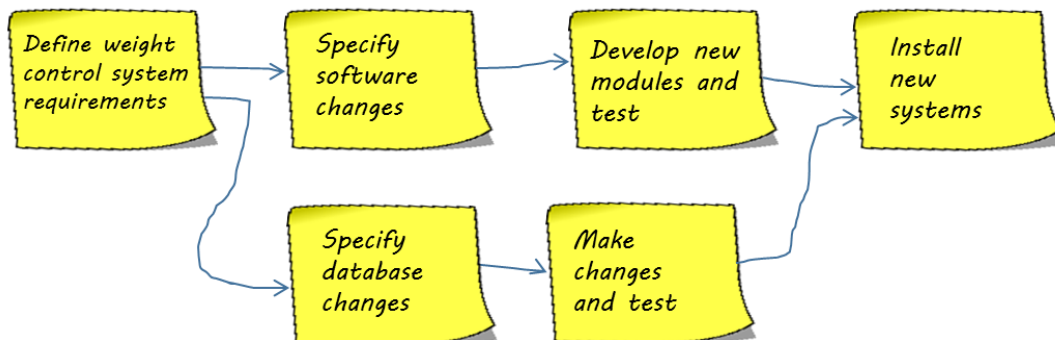 Define weight
control system
requirements
Specify
software
changes
Develop new
modules and
test
Install
new
systems
Specify
database
changes
Make
changes
and test